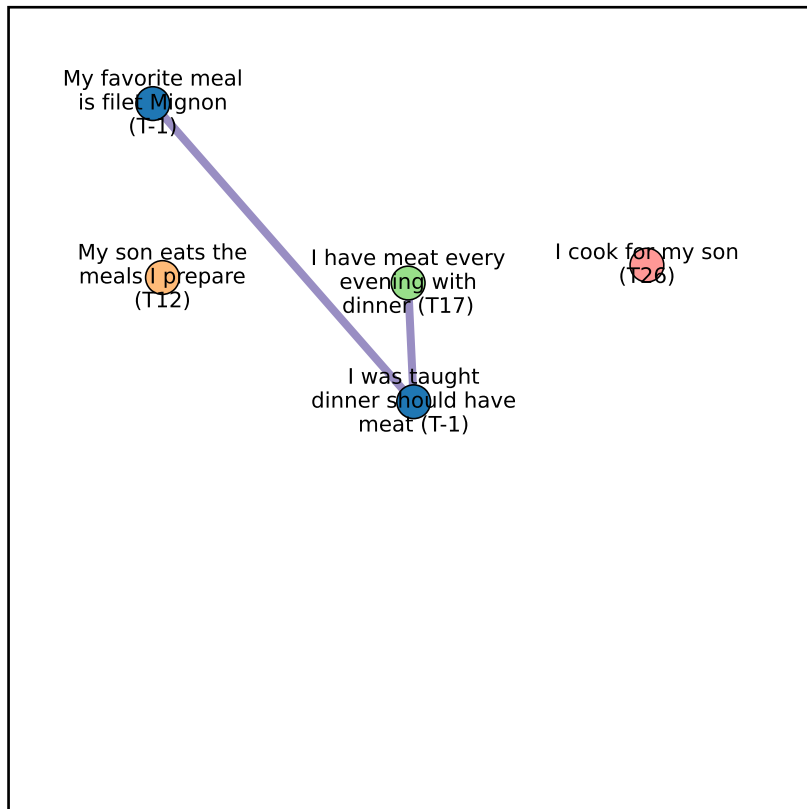 My favorite meal
is filet Mignon
(T-1)
My son eats the
meals I prepare
(T12)
I have meat every
evening with
dinner (T17)
I cook for my son
(T26)
I was taught
dinner should have
meat (T-1)